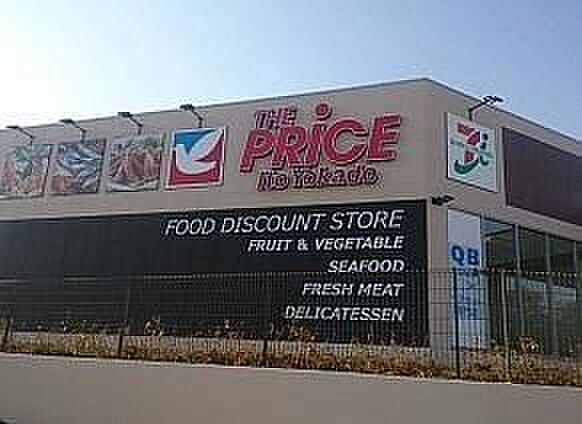 THE
PRiCE
ito Yokado
FOOD DISCOUNT STORE
FRUIT & VEGETABLE
SEAFOOD
FRESH MEAT
DELICATESSEN
QB